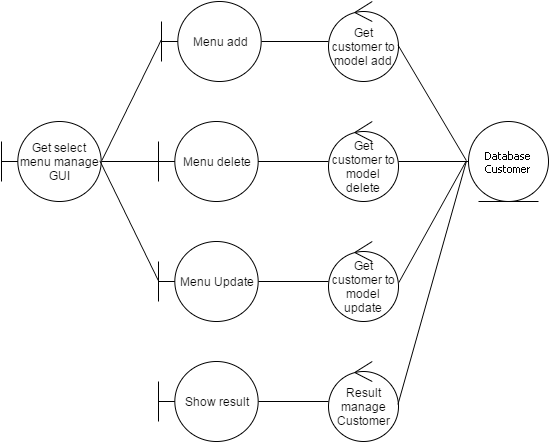 Menu add
Get
customer to
model add
Get select
menu manage
GUI
Menu delete
Get
customer to
model
delete
Database
Customer
Menu Update
Get
customer to
model
update
Show result
Result
manage
Customer